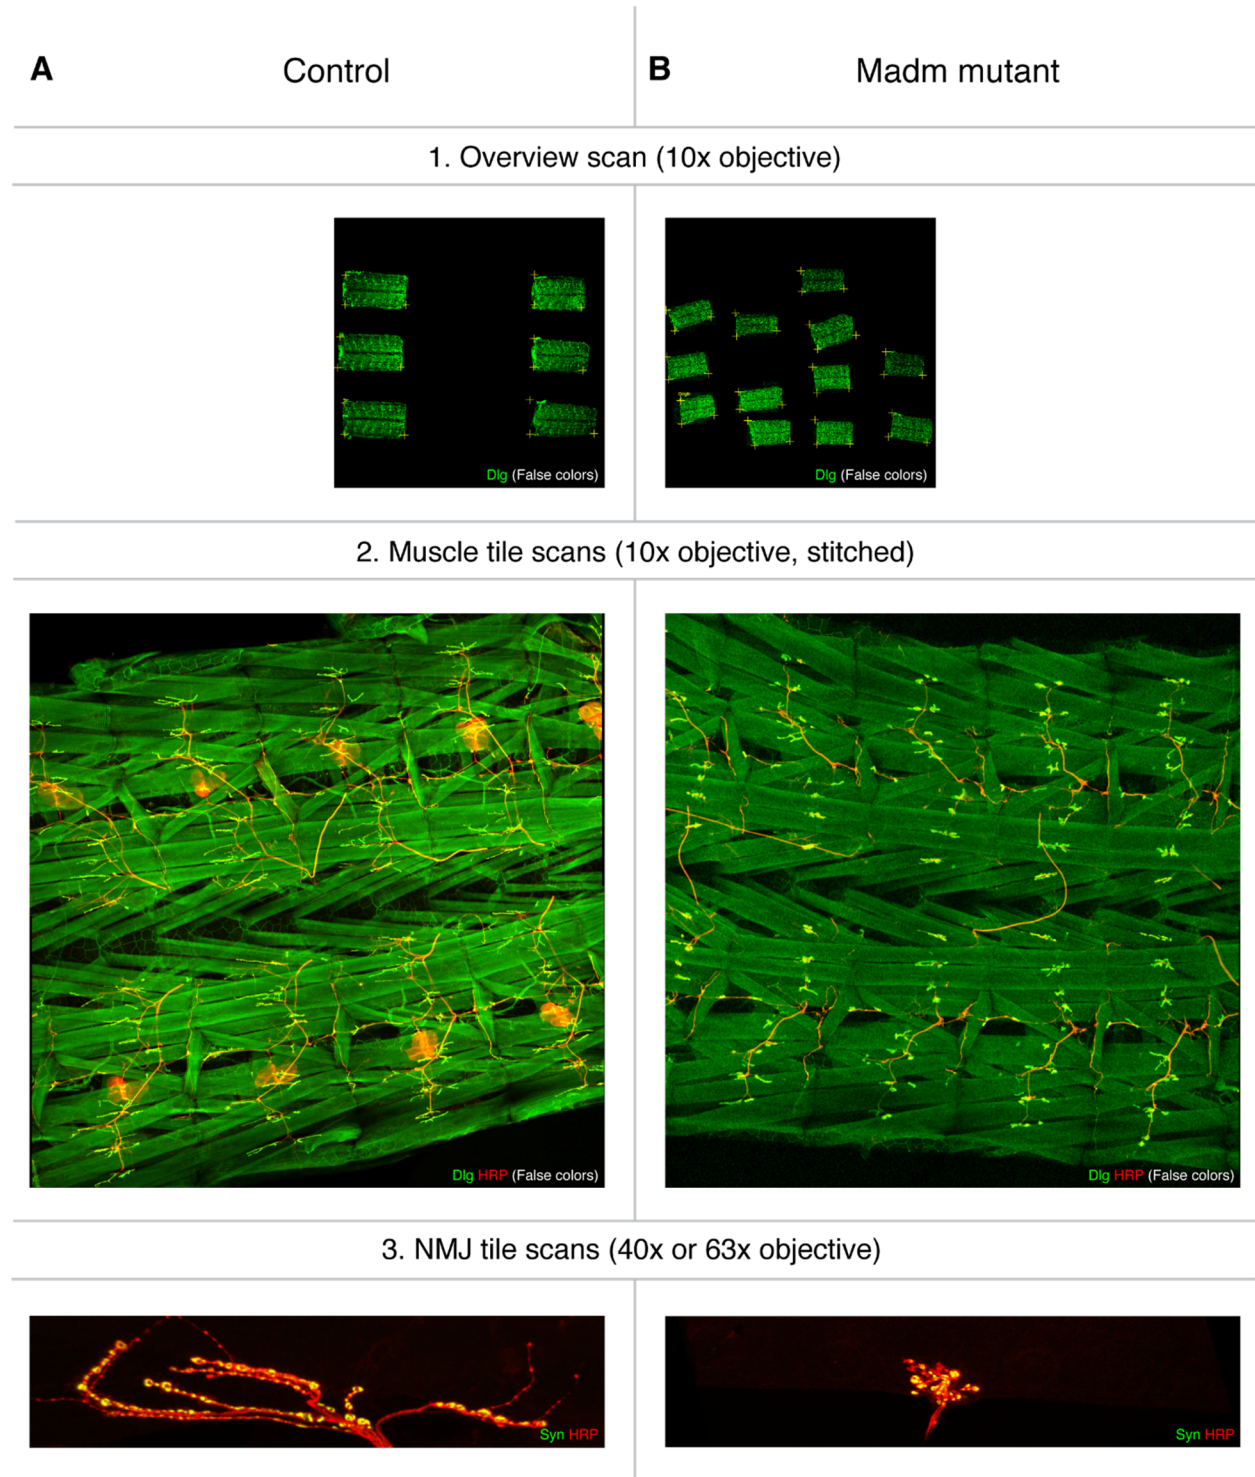 A Control B Madm mutant
1. Overview scan (10x objective)
Dlg (False colors) Dlg (False colors)
2. Muscle tile scans (10x objective, stitched)
Dlg HRP (False colors) Dlg HRP (False colors)
3. NMJ tile scans (40x or 63x objective)
Syn HRP Syn HRP